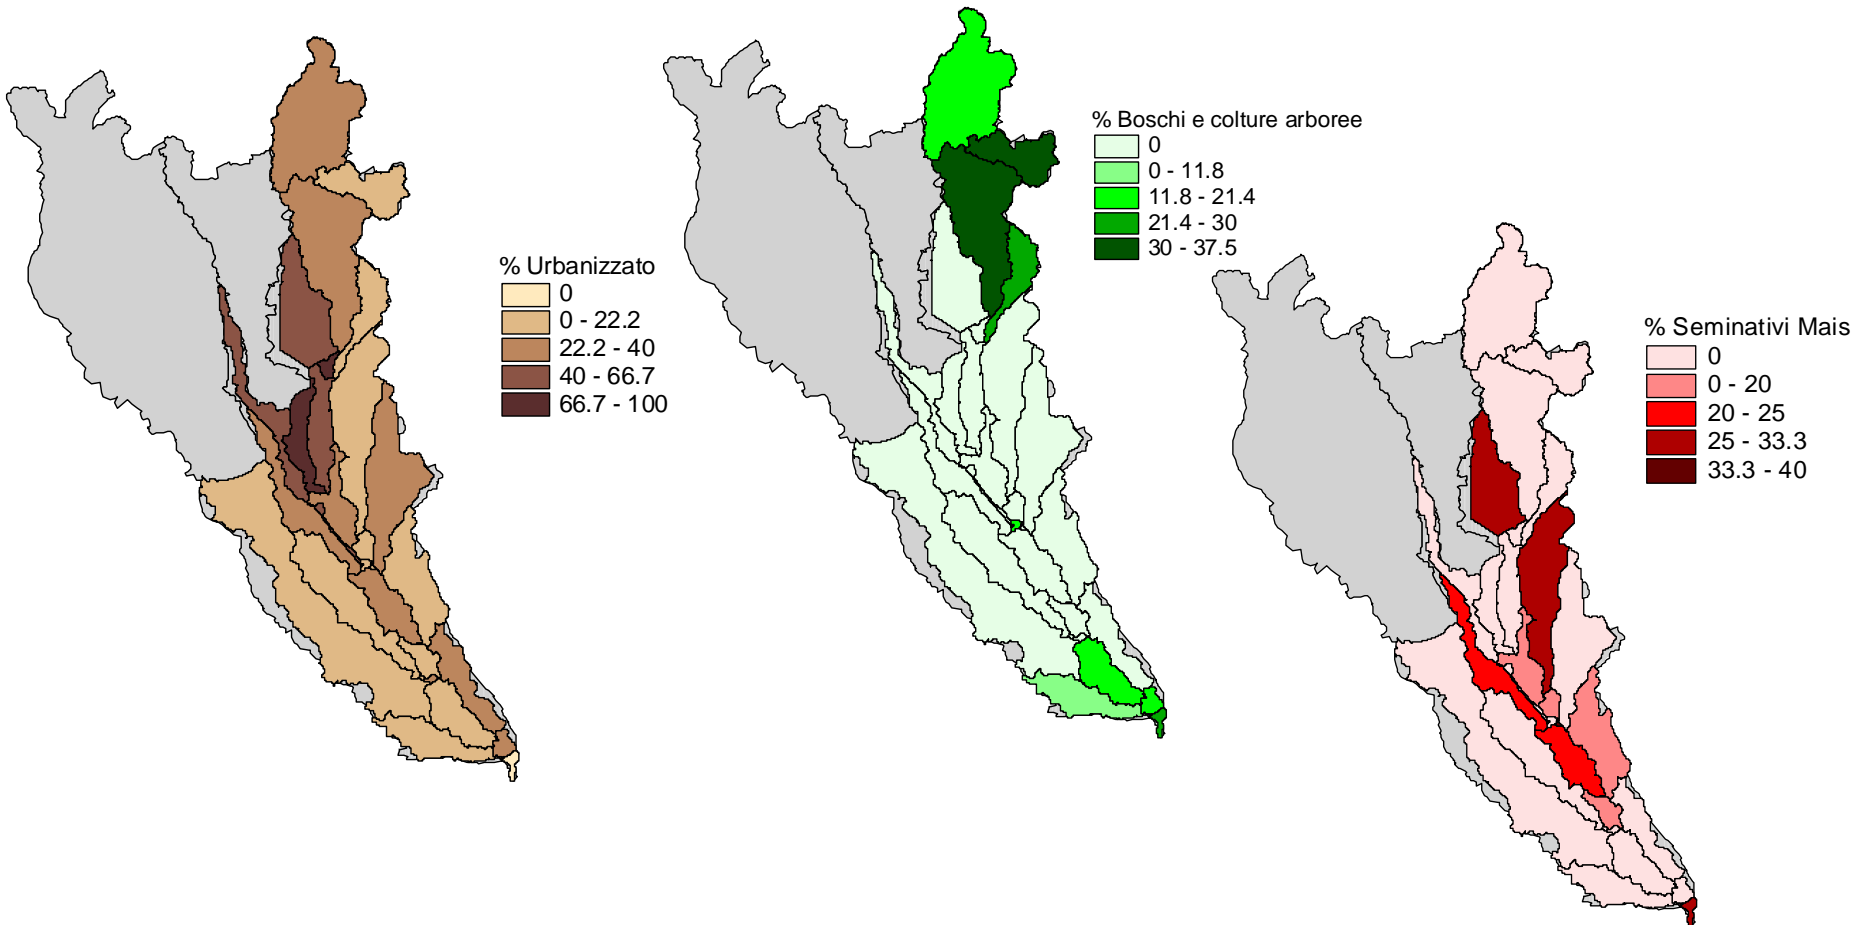 % Urbanizzato
0
0 - 22.2
22.2 - 40
40 - 66.7
66.7 - 100
% Boschi e colture arboree
0
0 - 11.8
11.8 - 21.4
21.4 - 30
30 - 37.5
% Seminativi Mais
0
0 - 20
20 - 25
25 - 33.3
33.3 - 40